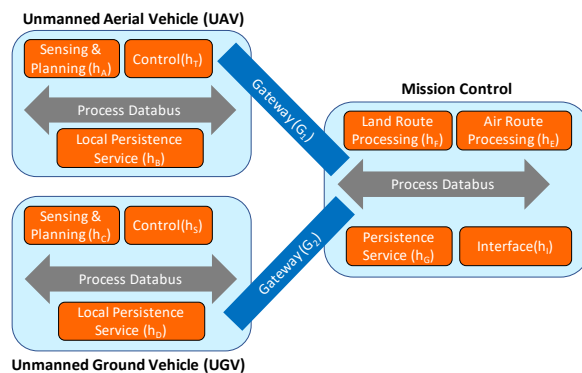 Unmanned Aerial Vehicle (UAV)
Sensing &
Planning (hA)
Control(hT)
Process Databus
Local Persistence
Service (hB)
Gateway(G1)
Mission Control
Land Route
Processing (hF)
Air Route
Processing (hE)
Process Databus
Persistence
Service (hG)
Interface(hI)
Sensing &
Planning (hC)
Control(hS)
Process Databus
Local Persistence
Service (hD)
Gateway(G2)
Unmanned Ground Vehicle (UGV)